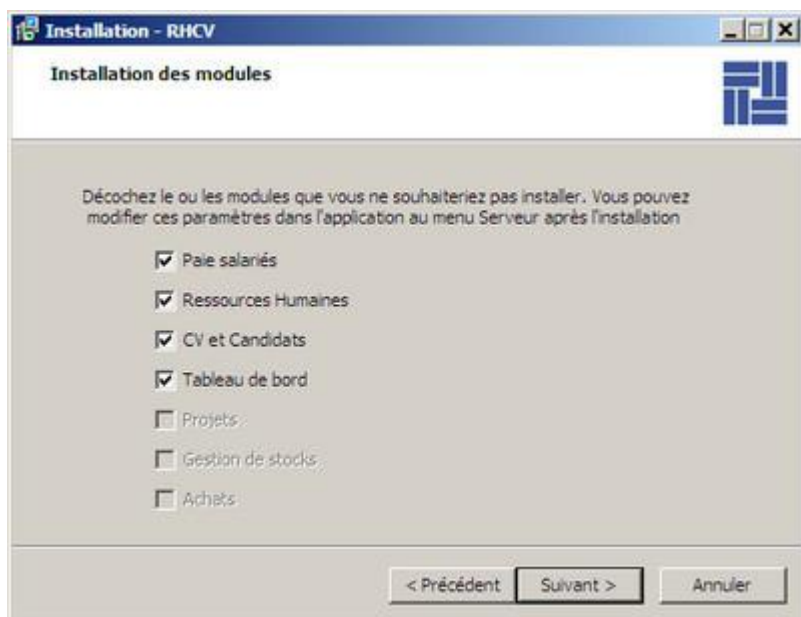 Installation - RHCV
Installation des modules
Décochez le ou les modules que vous ne souhaiteriez pas installer. Vous pouvez
modifier ces paramètres dans l'application au menu Serveur après l'installation
Paie salariés
Ressources Humaines
CV et Candidats
Tableau de bord
Projets
Gestion de stocks
Achats
< Précédent Suivant > Annuler